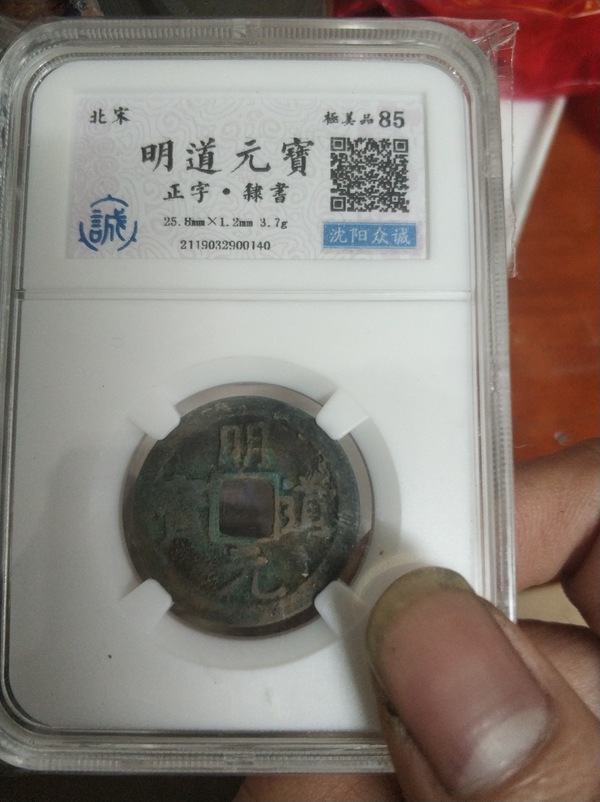 北宋
極美品85
明道元寶
正字·隸書
25.8mm×1.2mm 3.7g
2119032900140
誠
沈阳众诚
明
道
元